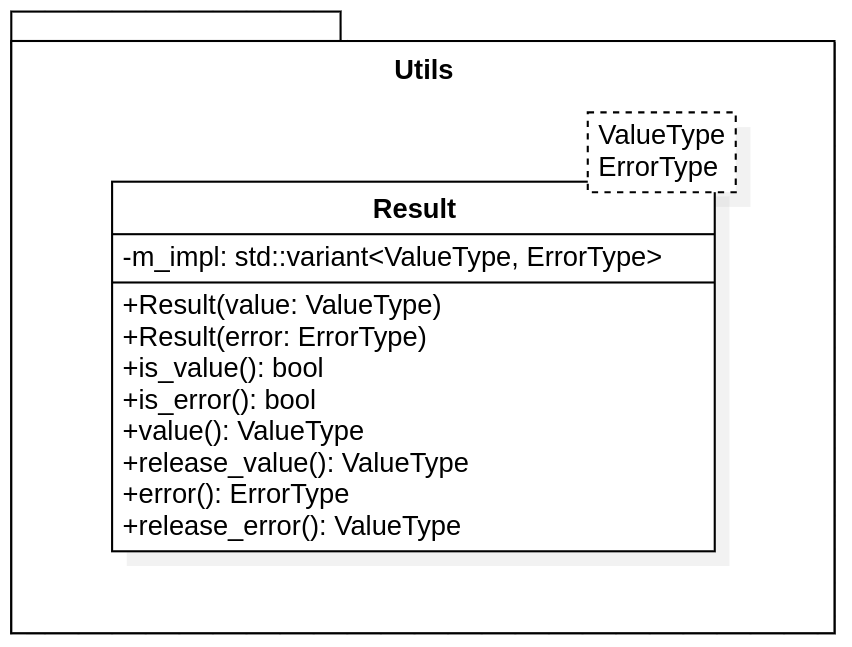 Utils
ValueType
ErrorType
Result
-m_impl: std::variant<ValueType, ErrorType>
+Result(value: ValueType)
+Result(error: ErrorType)
+is_value(): bool
+is_error(): bool
+value(): ValueType
+release_value(): ValueType
+error(): ErrorType
+release_error(): ValueType